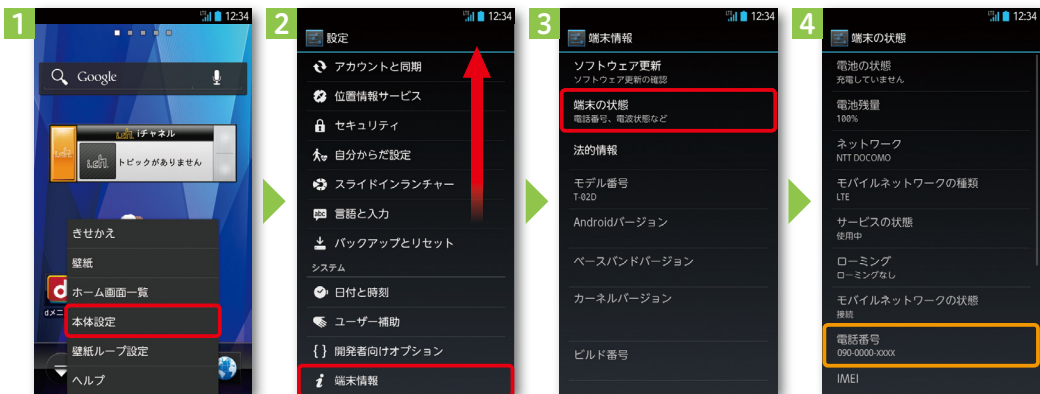 1
LTE 12:34
Google
i.ch. iチャネル
i.ch.
i.ch. トピックがありません
きせかえ
壁紙
ホーム画面一覧
本体設定
壁紙ループ設定
ヘルプ
d
dメニ
2
LTE 12:34
設定
アカウントと同期
位置情報サービス
セキュリティ
自分からだ設定
スライドインランチャー
abc 言語と入力
バックアップとリセット
システム
日付と時刻
ユーザー補助
{ } 開発者向けオプション
i 端末情報
3
LTE 12:34
端末情報
ソフトウェア更新
ソフトウェア更新の確認
端末の状態
電話番号、電波状態など
法的情報
モデル番号
T-02D
Androidバージョン
ベースバンドバージョン
カーネルバージョン
ビルド番号
4
LTE 12:34
端末の状態
電池の状態
充電していません
電池残量
100%
ネットワーク
NTT DOCOMO
モバイルネットワークの種類
LTE
サービスの状態
使用中
ローミング
ローミングなし
モバイルネットワークの状態
接続
電話番号
090-0000-XXXX
IMEI